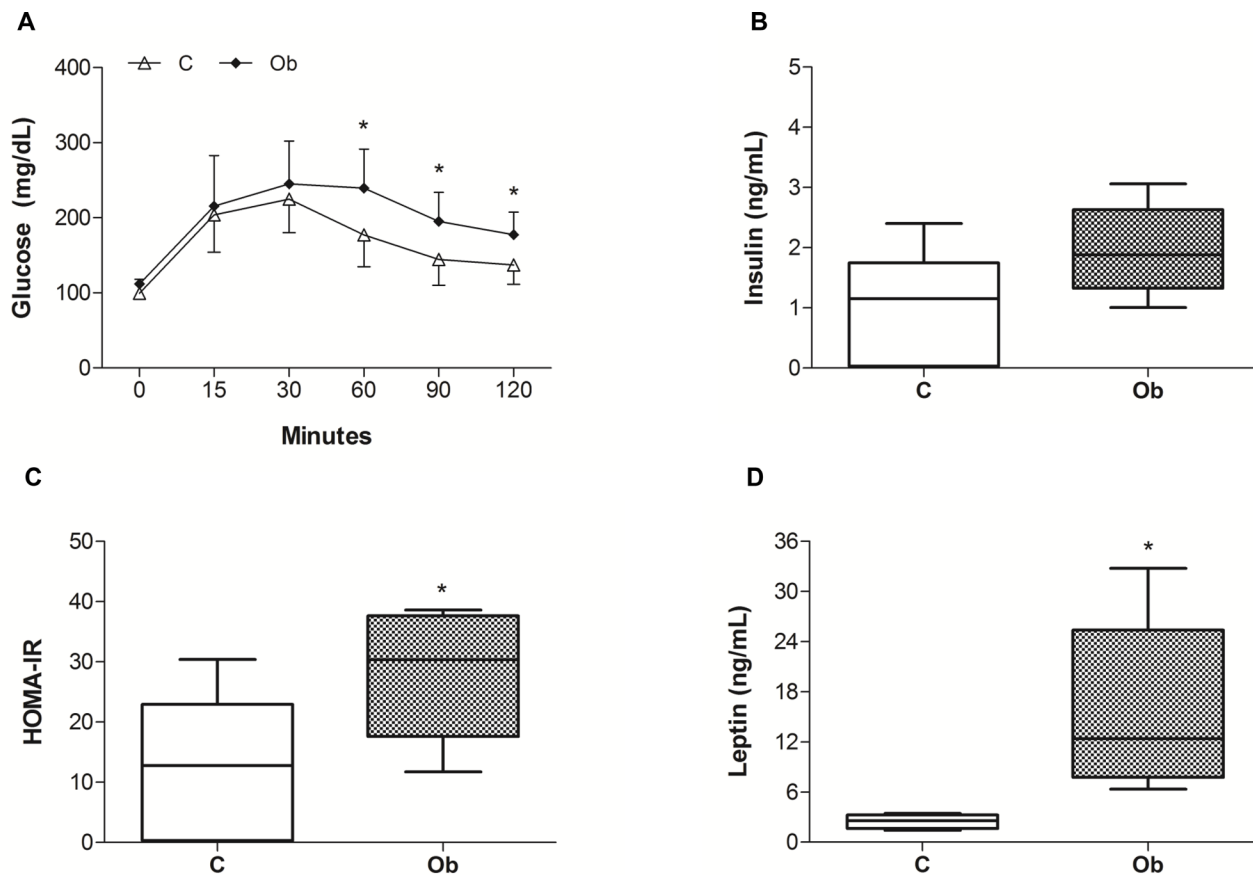 A
C Ob
Glucose (mg/dL)
400
300
200
100
0
* * *
0 15 30 60 90 120
Minutes
B
Insulin (ng/mL)
5
4
3
2
1
0
C Ob
C
HOMA-IR
50
40
30
20
10
0
*
C Ob
D
Leptin (ng/mL)
36
30
24
18
12
6
0
*
C Ob